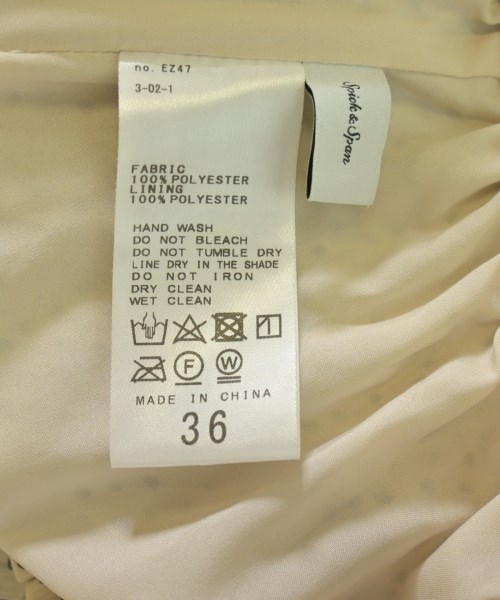 no. EZ47
3-02-1
Spick & Span
FABRIC
100% POLYESTER
LINING
100% POLYESTER
HAND WASH
DO NOT BLEACH
DO NOT TUMBLE DRY
LINE DRY IN THE SHADE
DO NOT IRON
DRY CLEAN
WET CLEAN
F W
MADE IN CHINA
36